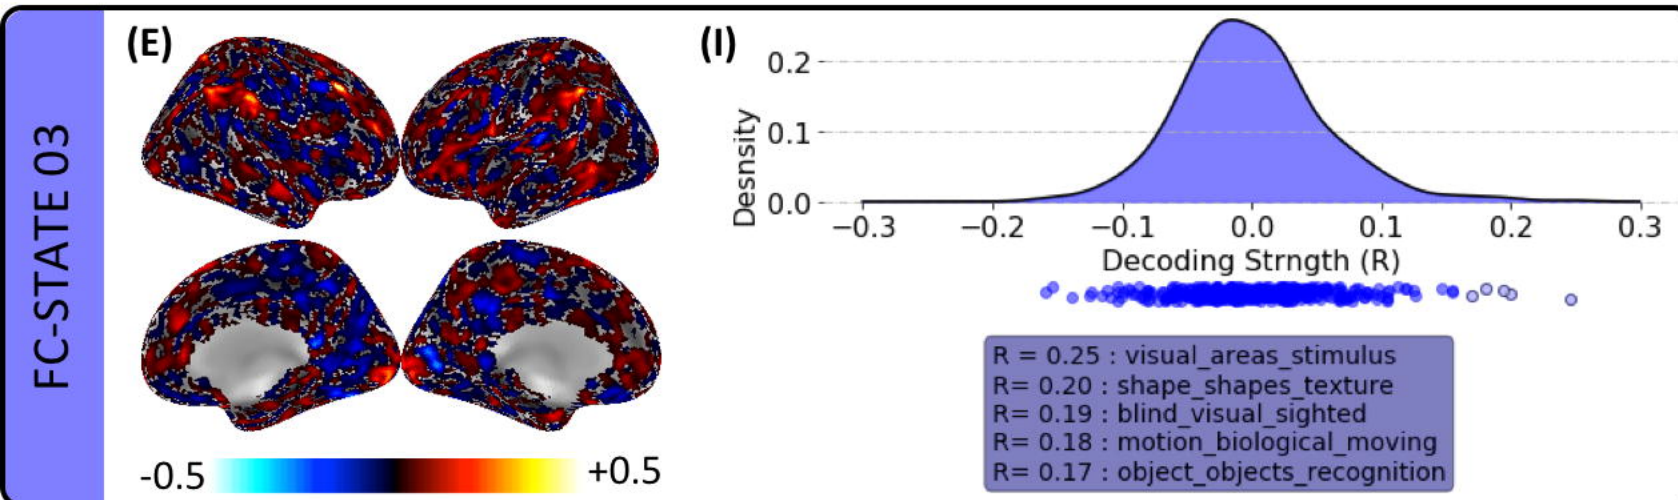 FC-STATE 03
(E)
-0.5
+0.5
(I)
Desnsity
0.2
0.1
0.0
−0.3 −0.2 −0.1 0.0 0.1 0.2 0.3
Decoding Strngth (R)
R = 0.25 : visual_areas_stimulus
R= 0.20 : shape_shapes_texture
R= 0.19 : blind_visual_sighted
R= 0.18 : motion_biological_moving
R= 0.17 : object_objects_recognition